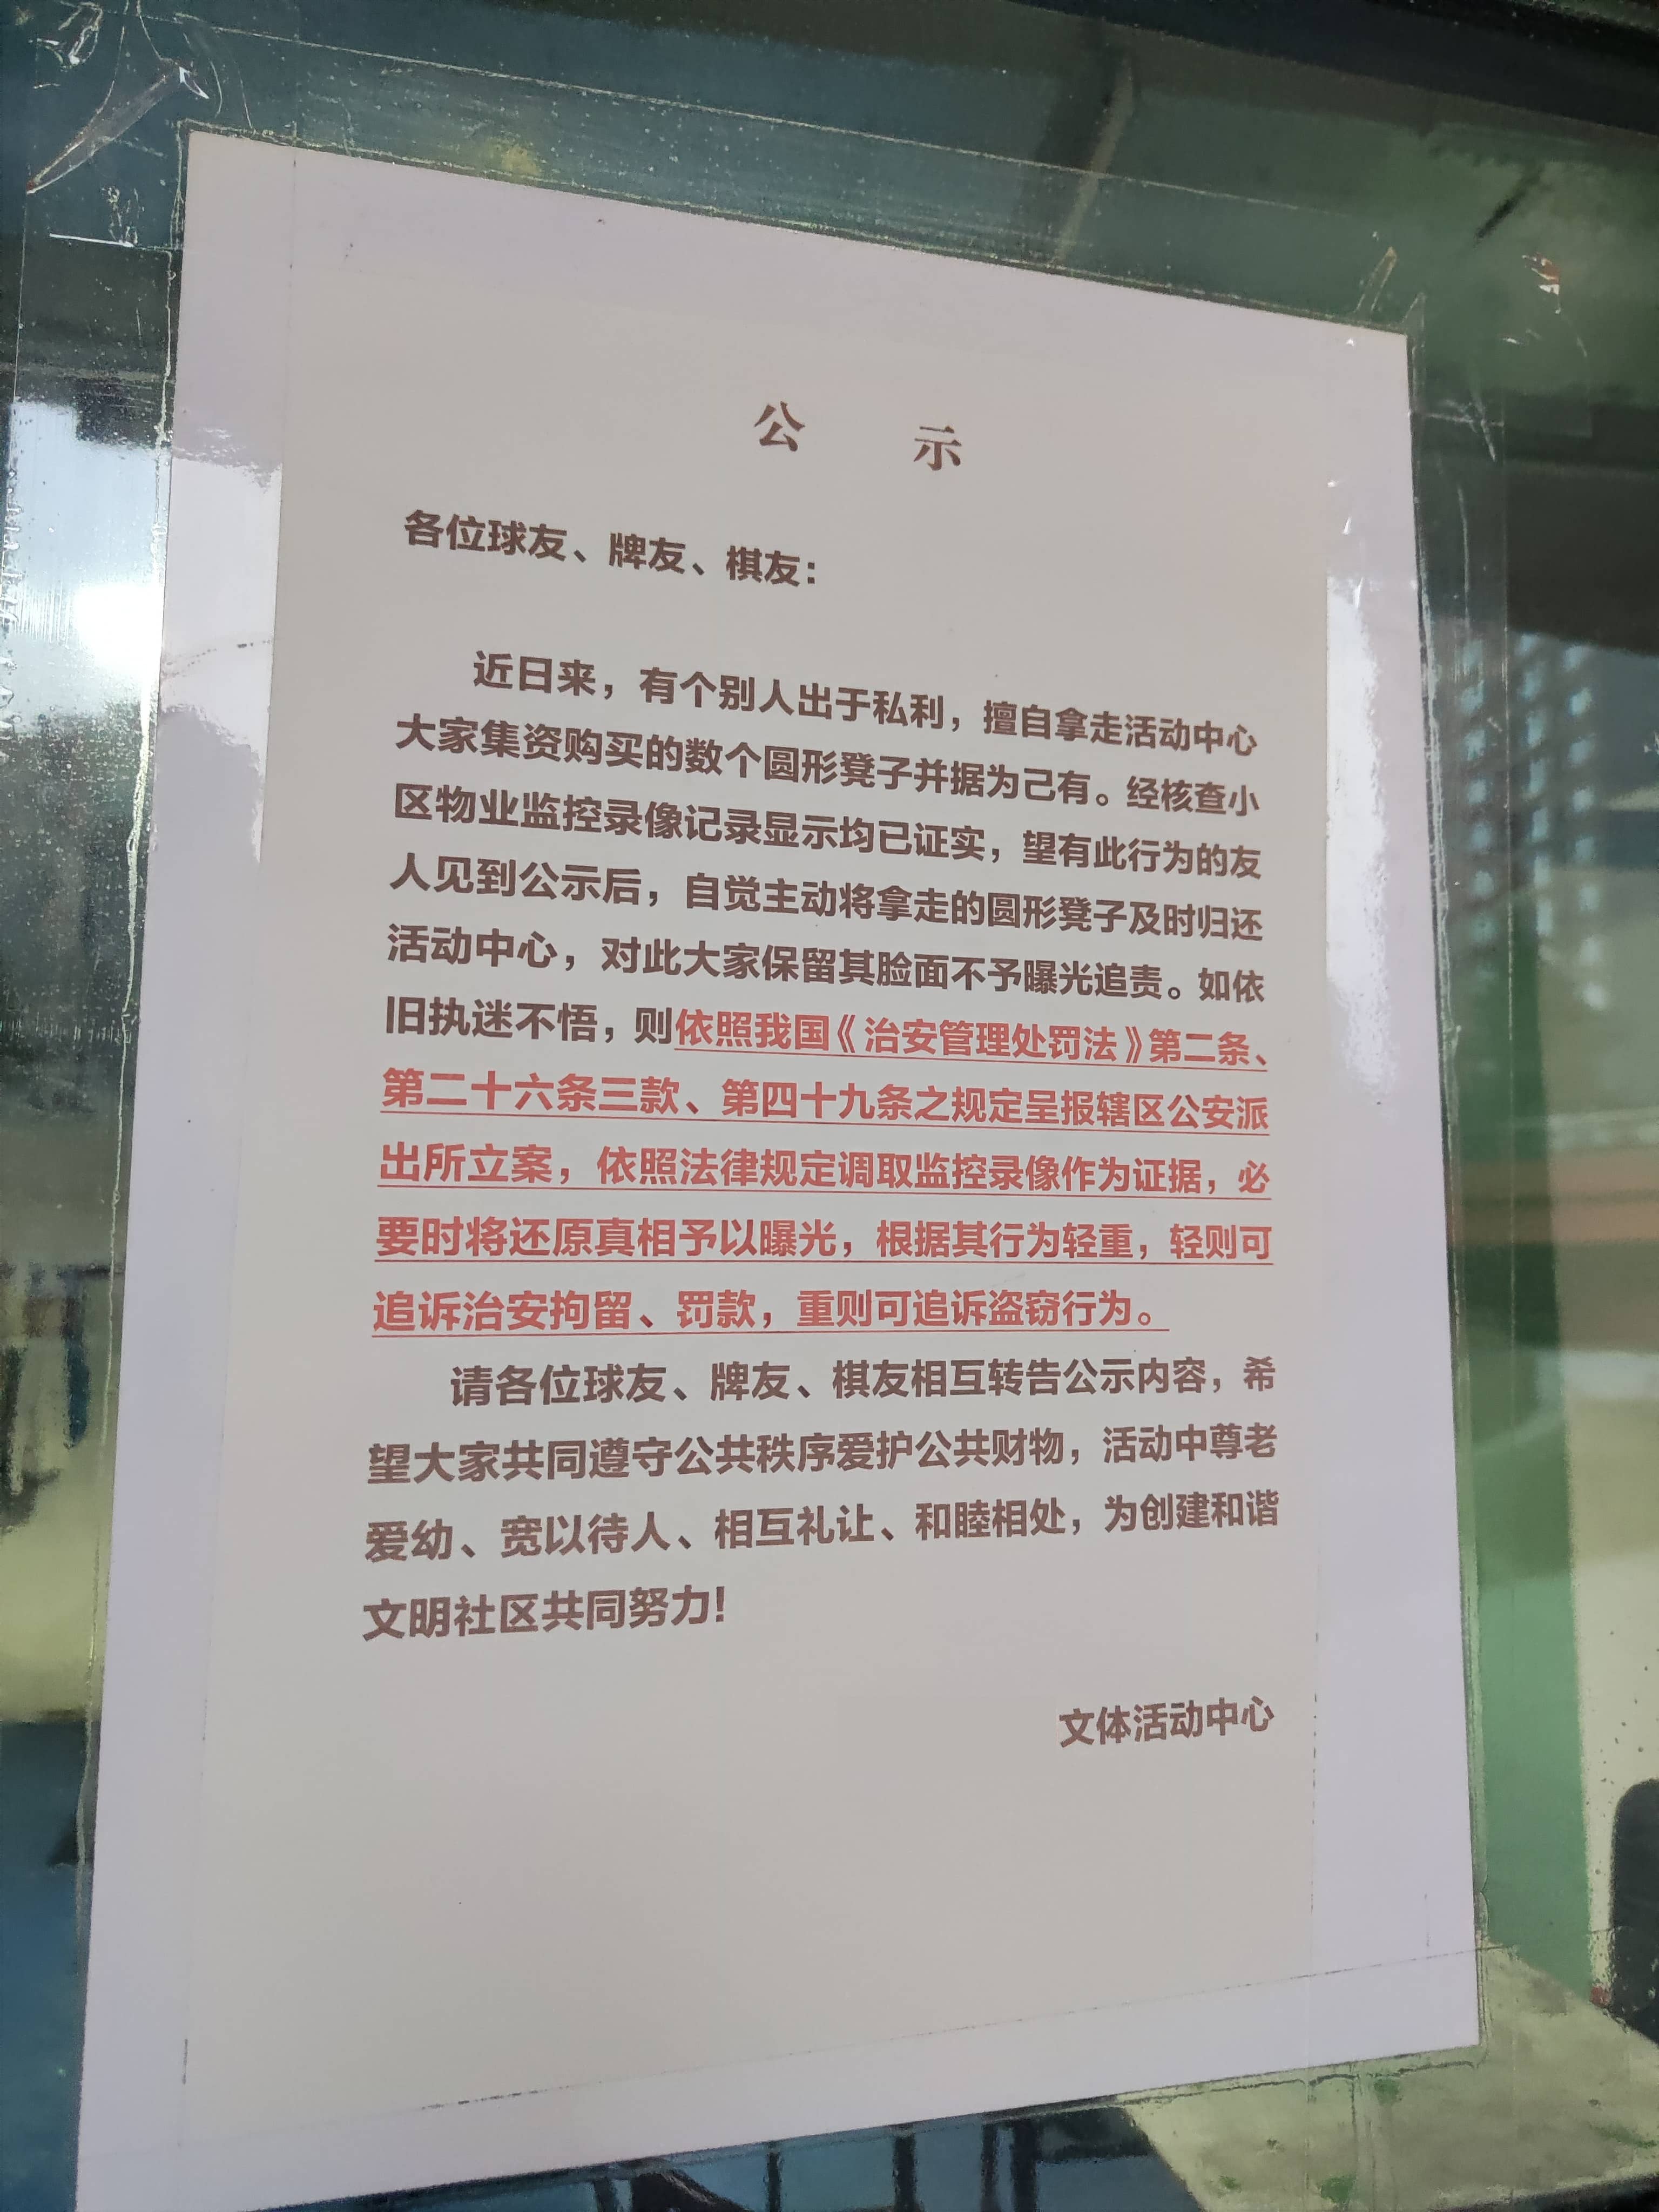 公 示
各位球友、牌友、棋友：
近日来，有个别人出于私利，擅自拿走活动中心
大家集资购买的数个圆形凳子并据为己有。经核查小
区物业监控录像记录显示均已证实，望有此行为的友
人见到公示后，自觉主动将拿走的圆形凳子及时归还
活动中心，对此大家保留其脸面不予曝光追责。如依
旧执迷不悟，则依照我国《治安管理处罚法》第二条、
第二十六条三款、第四十九条之规定呈报辖区公安派
出所立案，依照法律规定调取监控录像作为证据，必
要时将还原真相予以曝光，根据其行为轻重，轻则可
追诉治安拘留、罚款，重则可追诉盗窃行为。
请各位球友、牌友、棋友相互转告公示内容，希
望大家共同遵守公共秩序爱护公共财物，活动中尊老
爱幼、宽以待人、相互礼让、和睦相处，为创建和谐
文明社区共同努力！
文体活动中心